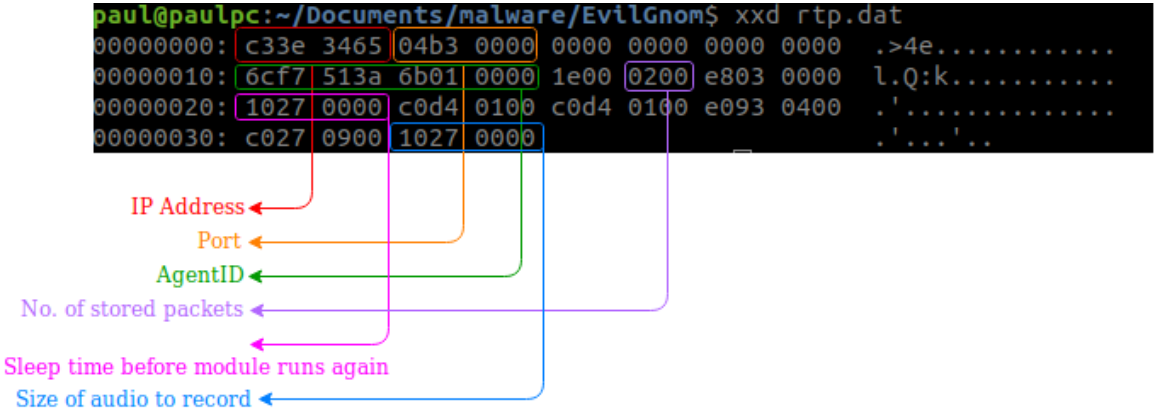 paul@paulpc:~/Documents/malware/EvilGnom$ xxd rtp.dat
00000000: c33e 3465 04b3 0000 0000 0000 0000 0000  .>4e............
00000010: 6cf7 513a 6b01 0000 1e00 0200 e803 0000  l.Q:k...........
00000020: 1027 0000 c0d4 0100 c0d4 0100 e093 0400  .'..............
00000030: c027 0900 1027 0000  .'...'..
IP Address
Port
AgentID
No. of stored packets
Sleep time before module runs again
Size of audio to record